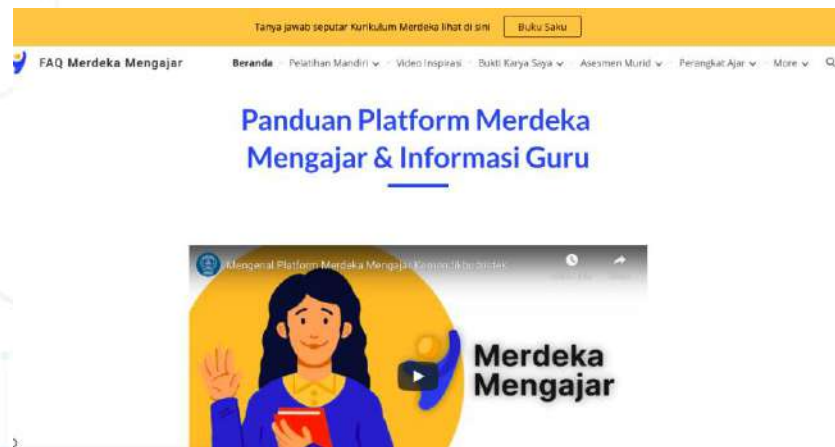 Tanya jawab seputar Kurikulum Merdeka lihat di sini Buku Saku
FAQ Merdeka Mengajar Beranda Pelatihan Mandiri Video Inspirasi Bukti Karya Saya Asesmen Murid Perangkat Ajar More
Panduan Platform Merdeka
Mengajar & Informasi Guru
Mengenal Platform Merdeka Mengajar Kemendikbudristek
Merdeka
Mengajar